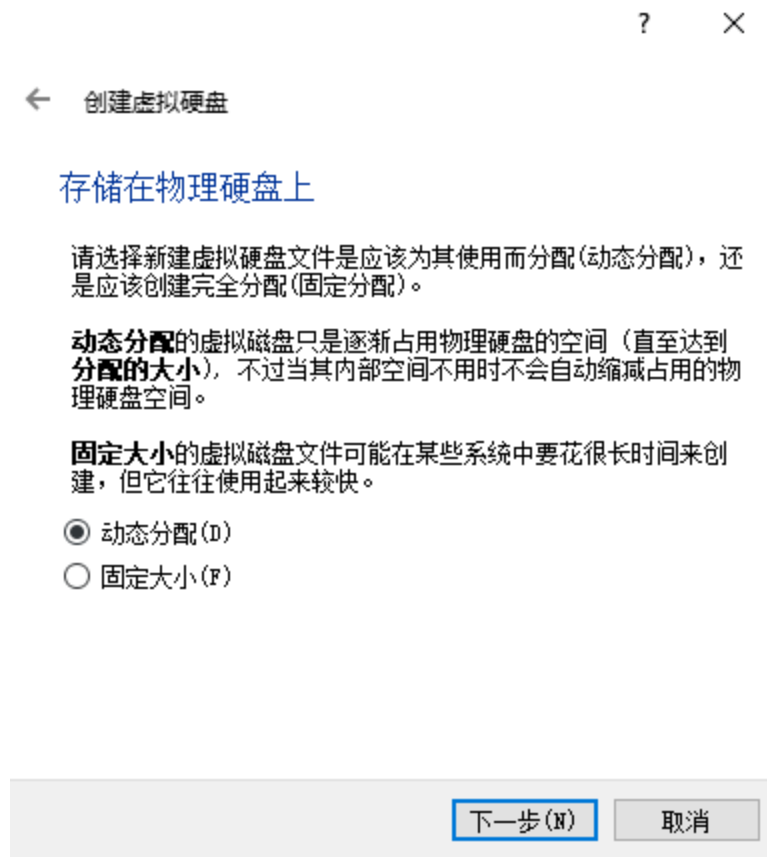 ?
创建虚拟硬盘
存储在物理硬盘上
请选择新建虚拟硬盘文件是应该为其使用而分配(动态分配)，还
是应该创建完全分配(固定分配)。
动态分配的虚拟磁盘只是逐渐占用物理硬盘的空间（直至达到
分配的大小），不过当其内部空间不用时不会自动缩减占用的物
理硬盘空间。
固定大小的虚拟磁盘文件可能在某些系统中要花很长时间来创
建，但它往往使用起来较快。
动态分配(D)
固定大小(F)
下一步(N) 取消